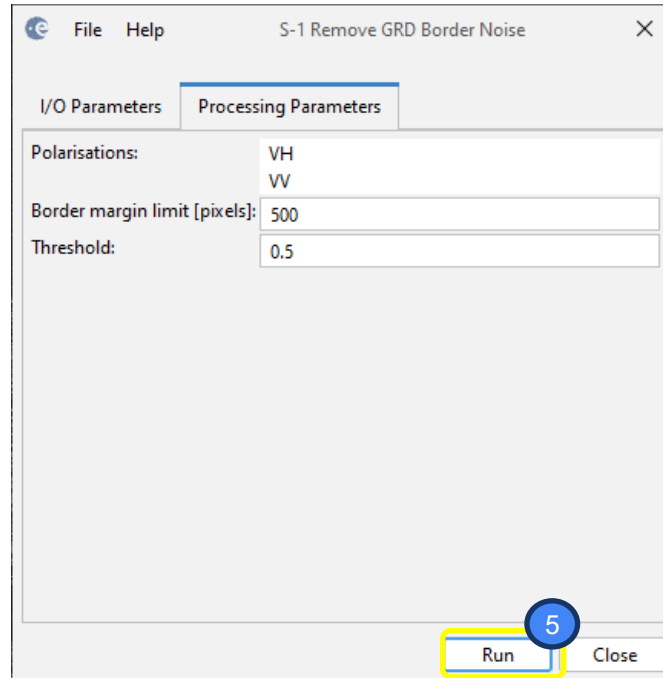 File Help S-1 Remove GRD Border Noise
I/O Parameters Processing Parameters
Polarisations: VH
VV
Border margin limit [pixels]: 500
Threshold: 0.5
5
Run Close